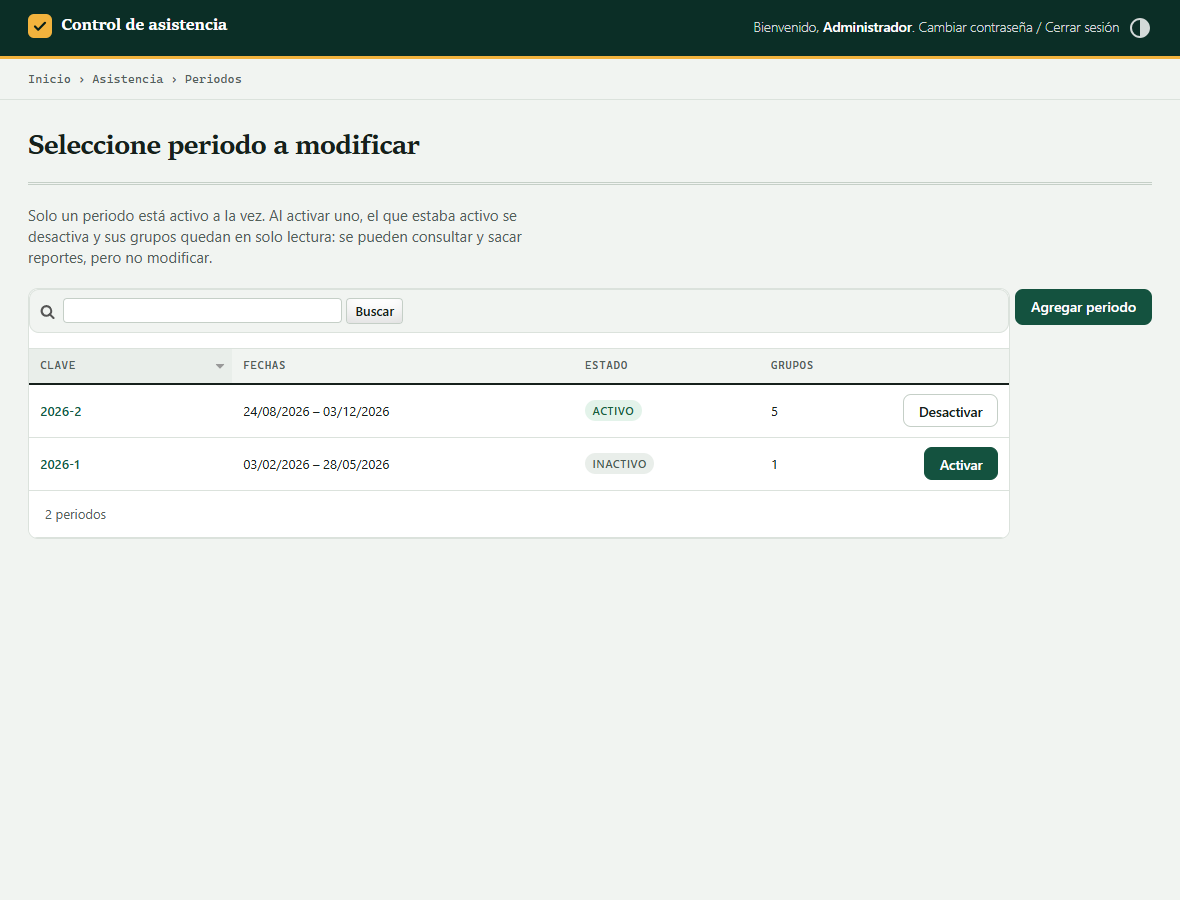 Control de asistencia
Bienvenido, Administrador. Cambiar contraseña / Cerrar sesión
Inicio › Asistencia › Periodos
Seleccione periodo a modificar
Solo un periodo está activo a la vez. Al activar uno, el que estaba activo se
desactiva y sus grupos quedan en solo lectura: se pueden consultar y sacar
reportes, pero no modificar.
Buscar
Agregar periodo
CLAVE FECHAS ESTADO GRUPOS
2026-2 24/08/2026 – 03/12/2026 ACTIVO 5 Desactivar
2026-1 03/02/2026 – 28/05/2026 INACTIVO 1 Activar
2 periodos